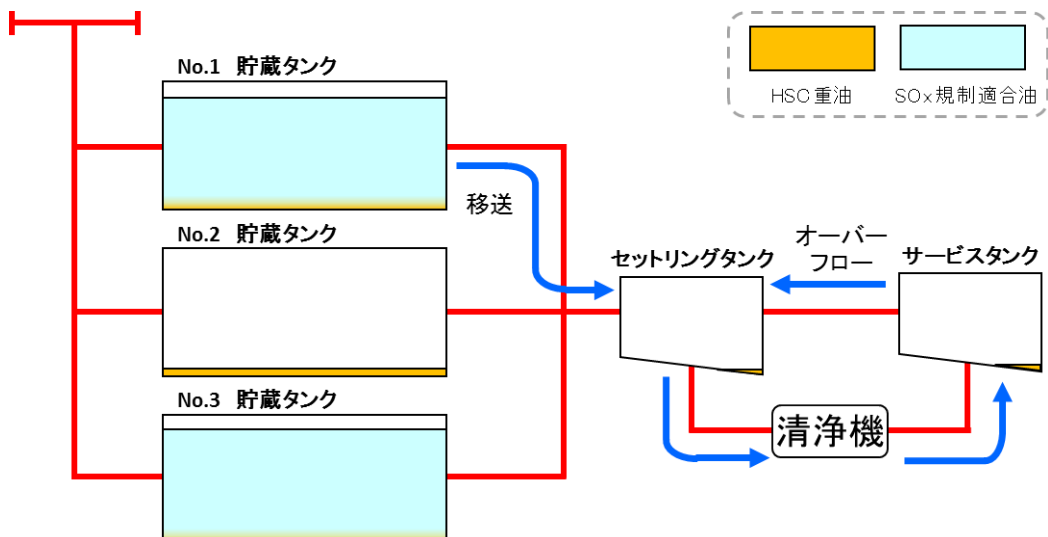 No.1 貯蔵タンク
HSC重油
SOx規制適合油
移送
No.2 貯蔵タンク
セットリングタンク
オーバー
フロー
サービスタンク
No.3 貯蔵タンク
清浄機